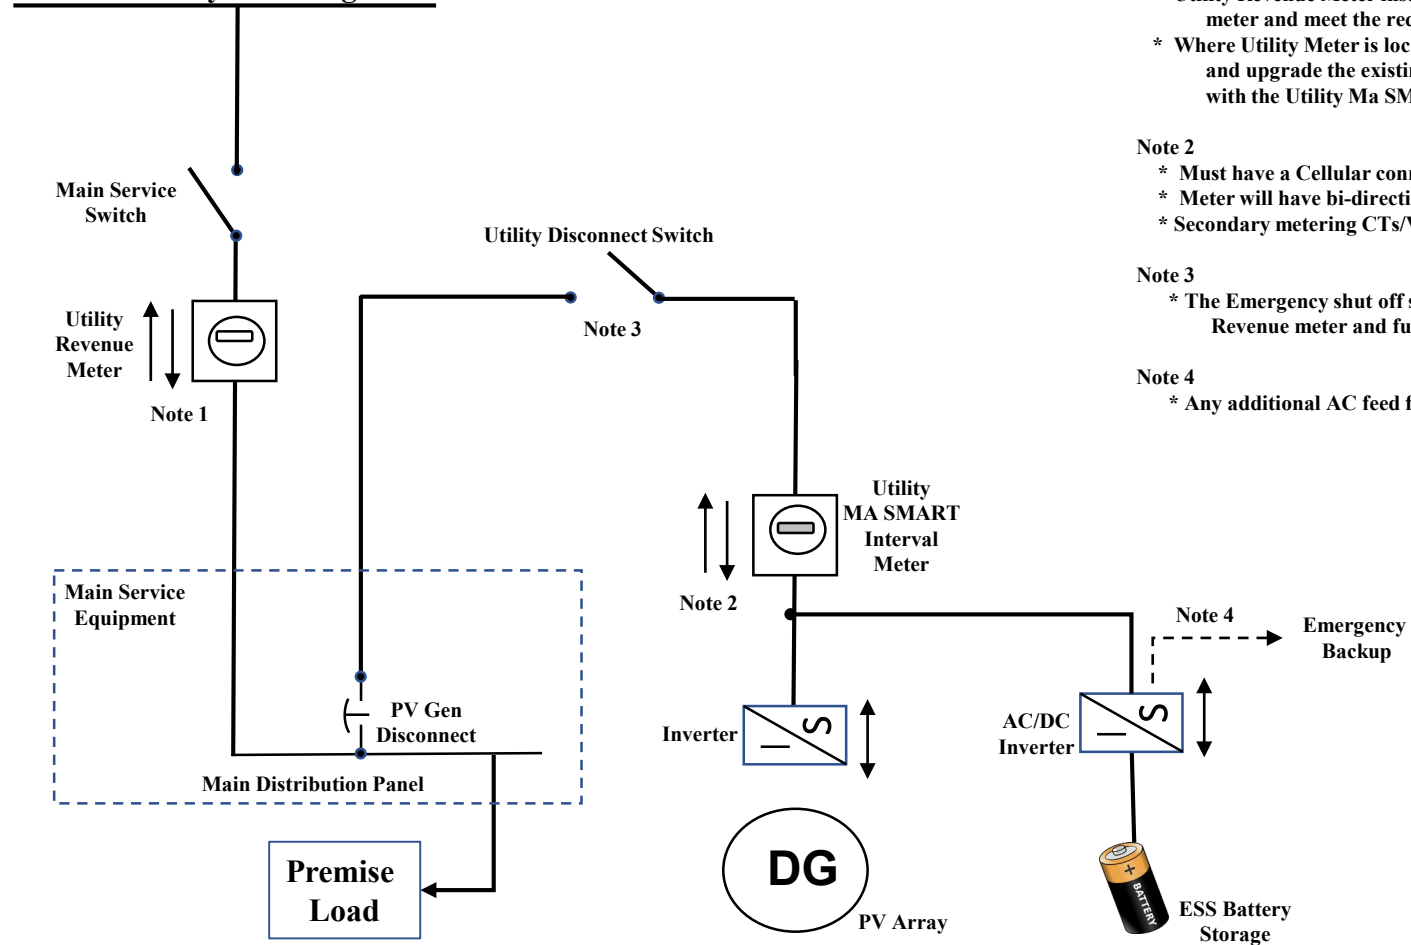 meter and meet the
* Where Utility Meter is
and upgrade the
with the Utility Ma
Note 2
* Must have a Cellular
* Meter will have
* Secondary metering
Note 3
* The Emergency shut off
Revenue meter and
Note 4
* Any additional AC feed
Main Service
Switch
Utility Disconnect Switch
Note 3
Utility
Revenue
Meter
Note 1
Utility
MA SMART
Interval
Meter
Note 2
Main Service
Equipment
Note 4
Emergency
Backup
PV Gen
Disconnect
Inverter
S
AC/DC
Inverter
S
Main Distribution Panel
Premise
Load
DG
PV Array
+
BATTERY
ESS Battery
Storage